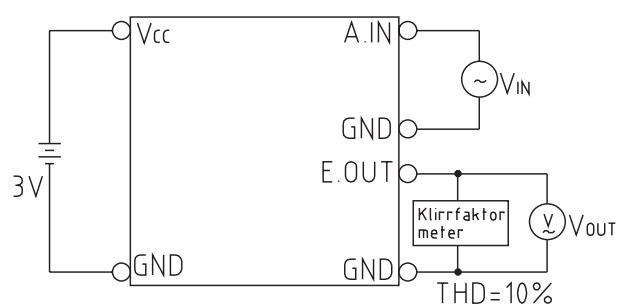 Vcc
A.IN
VIN
GND
3V
E.OUT
Klirrfaktor
meter
V
VOUT
GND
GND
THD=10%